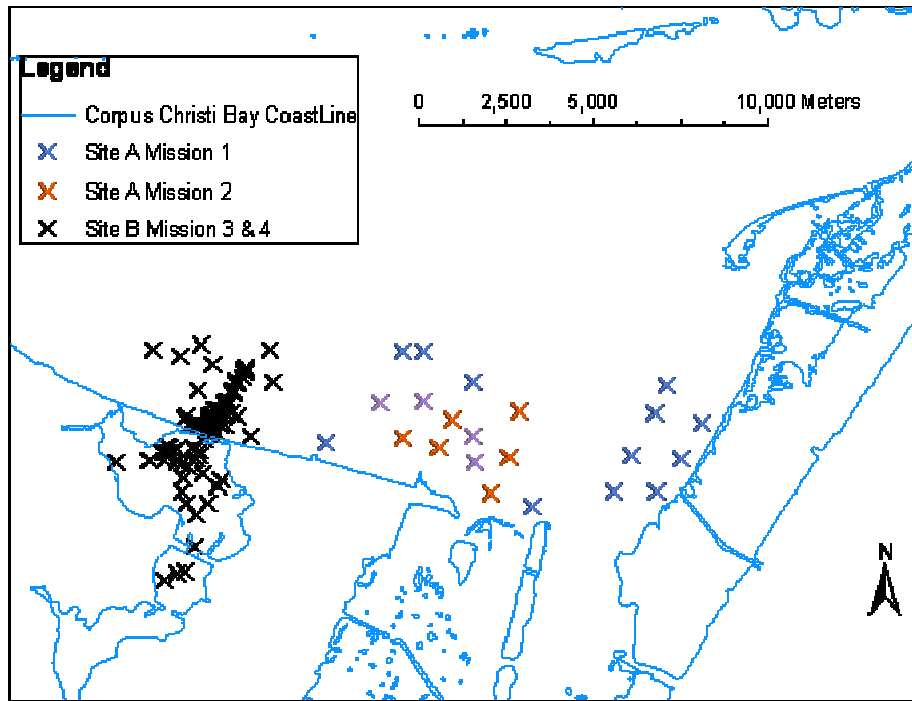 Legend
Corpus Christi Bay CoastLine
Site A Mission 1
Site A Mission 2
Site B Mission 3 & 4
0 2,500 5,000 10,000 Meters
N